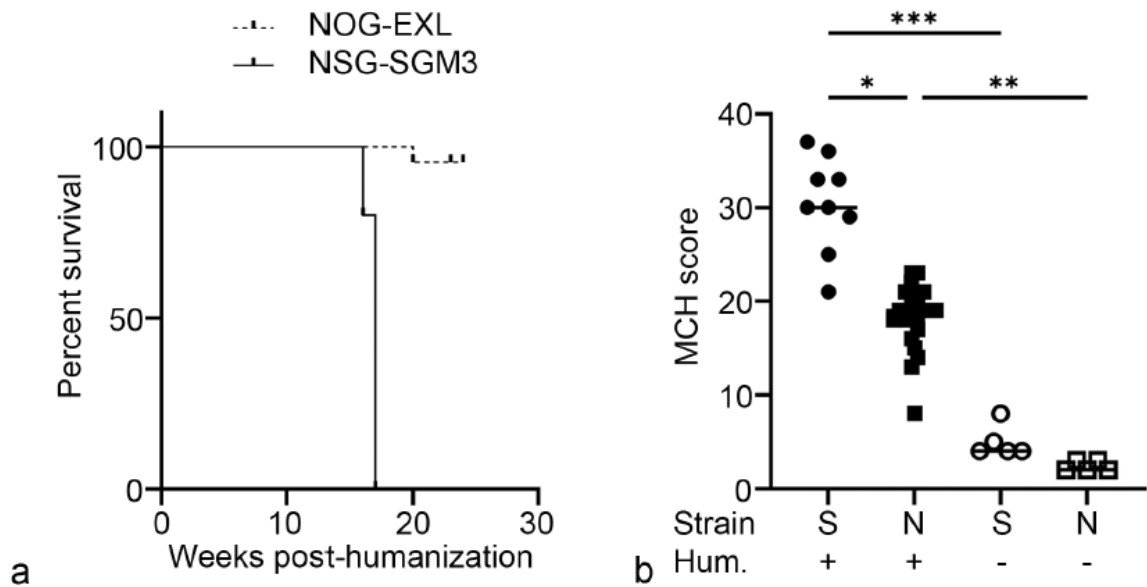 NOG-EXL
NSG-SGM3
100
50
0
Percent survival
0 10 20 30
Weeks post-humanization
a
***
* **
40
30
20
10
0
MCH score
Strain S N S N
Hum. + + - -
b